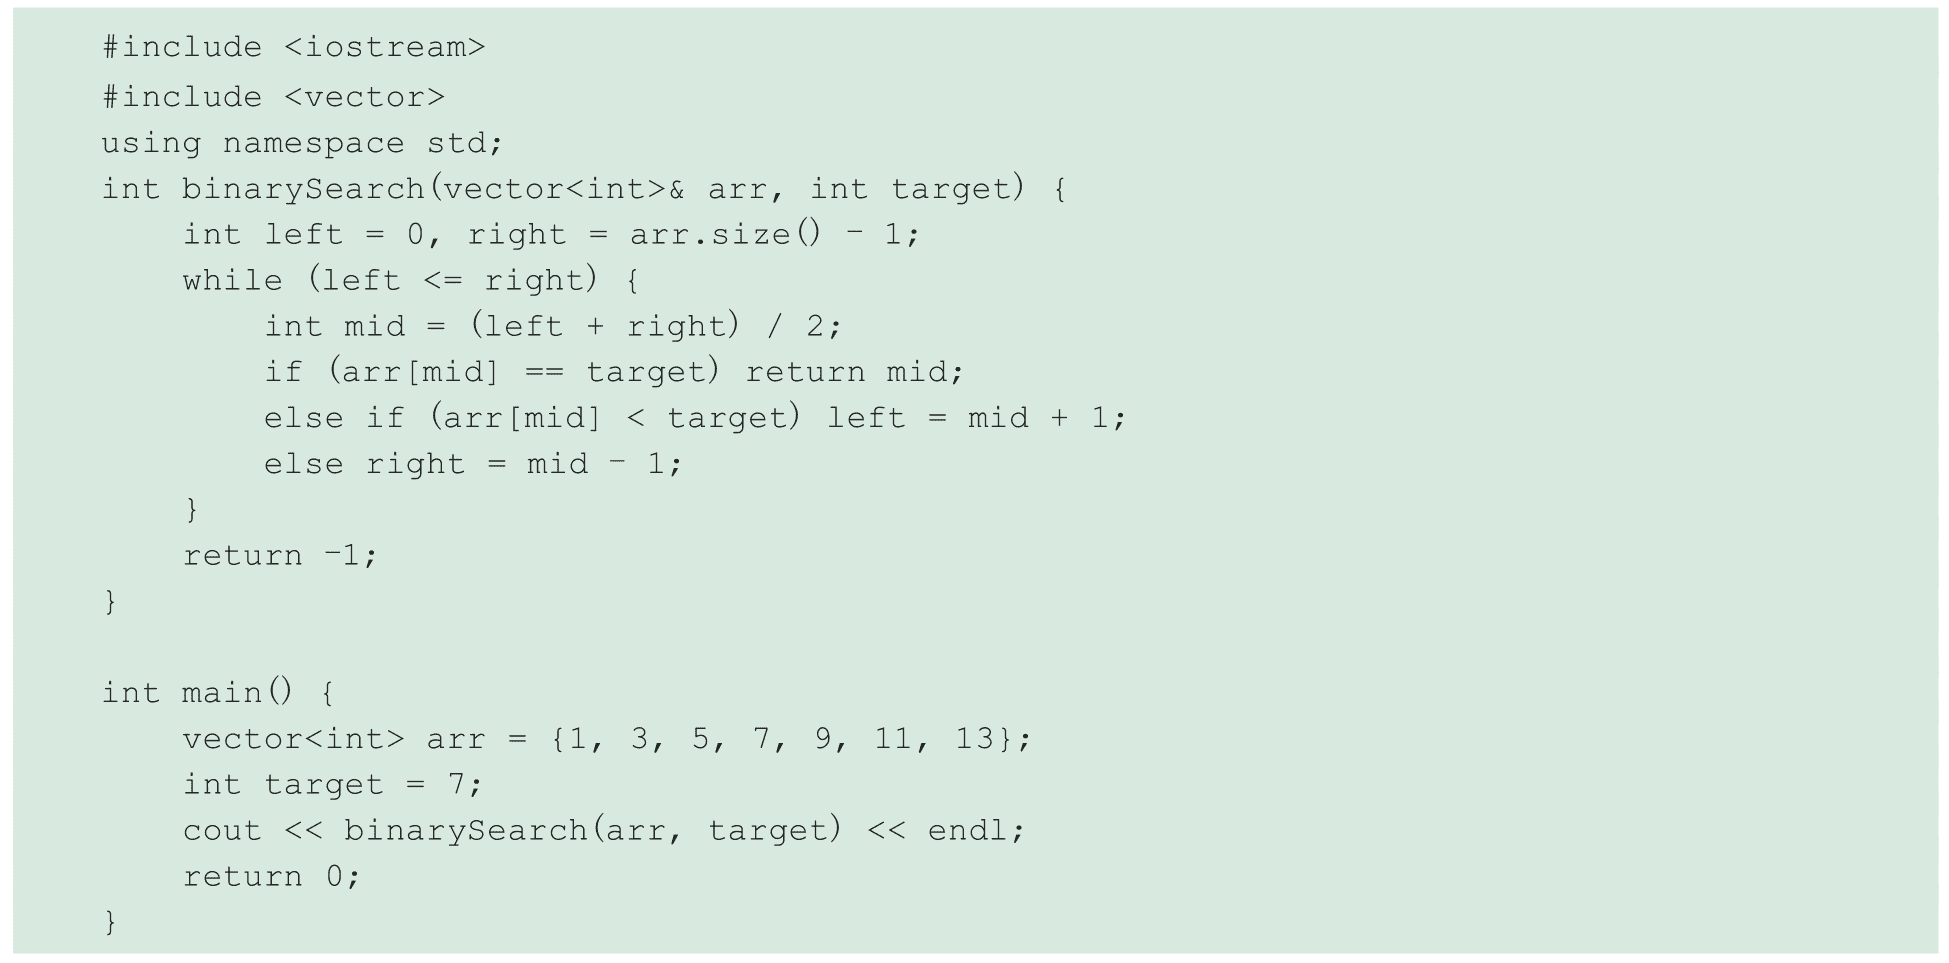 #include <iostream>
#include <vector>
using namespace std;
int binarySearch(vector<int>& arr, int target) {
    int left = 0, right = arr.size() - 1;
    while (left <= right) {
        int mid = (left + right) / 2;
        if (arr[mid] == target) return mid;
        else if (arr[mid] < target) left = mid + 1;
        else right = mid - 1;
    }
    return -1;
}

int main() {
    vector<int> arr = {1, 3, 5, 7, 9, 11, 13};
    int target = 7;
    cout << binarySearch(arr, target) << endl;
    return 0;
}